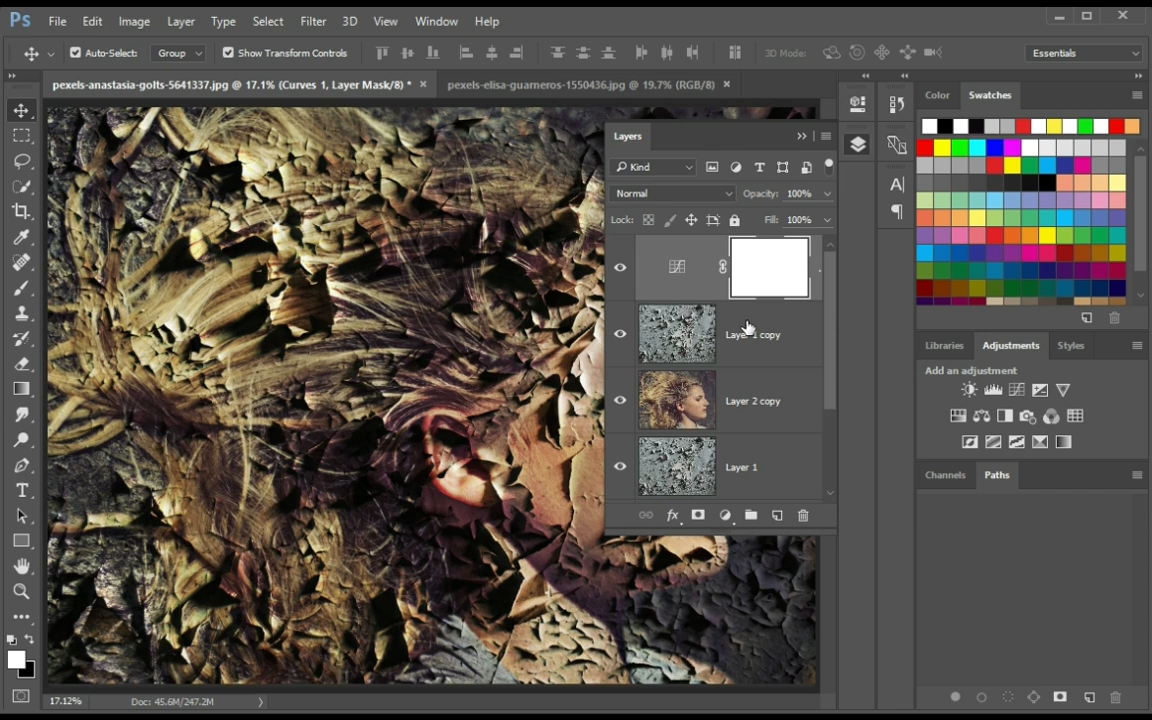 Ps File Edit Image Layer Type Select Filter 3D View Window Help
Auto-Select: Group Show Transform Controls 3D Mode: Essentials
pexels-anastasia-golts-5641337.jpg @ 17.1% (Curves 1, Layer Mask/8) * × pexels-elisa-guarneros-1550436.jpg @ 19.7% (RGB/8) ×
Color Swatches
Layers
Kind
Normal Opacity: 100%
Lock: Fill: 100%
Layer 1 copy
Layer 2 copy
Layer 1
fx
Libraries Adjustments Styles
Add an adjustment
Channels Paths
17.12% Doc: 45.6M/247.2M